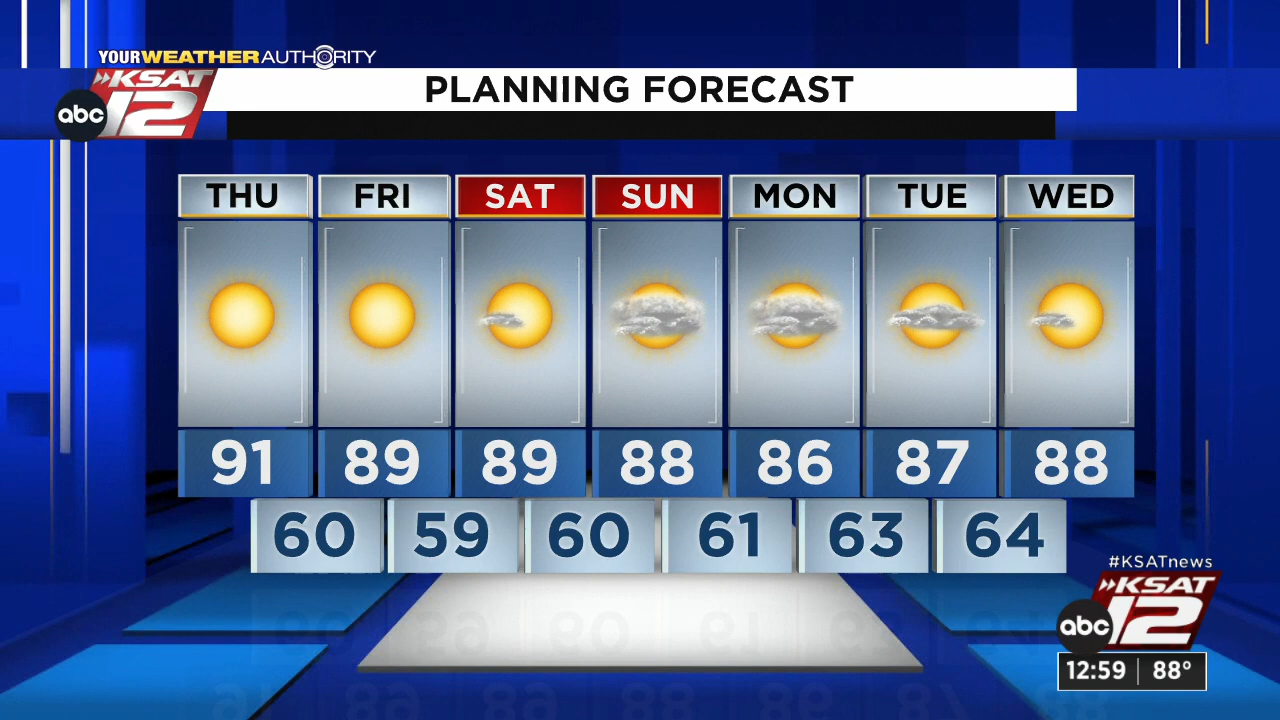 YOURWEATHERAUTHORITY
KSAT
abc 12
PLANNING FORECAST
THU FRI SAT SUN MON TUE WED
91 89 89 88 86 87 88
60 59 60 61 63 64
#KSATnews
KSAT
abc 12
12:59 88°